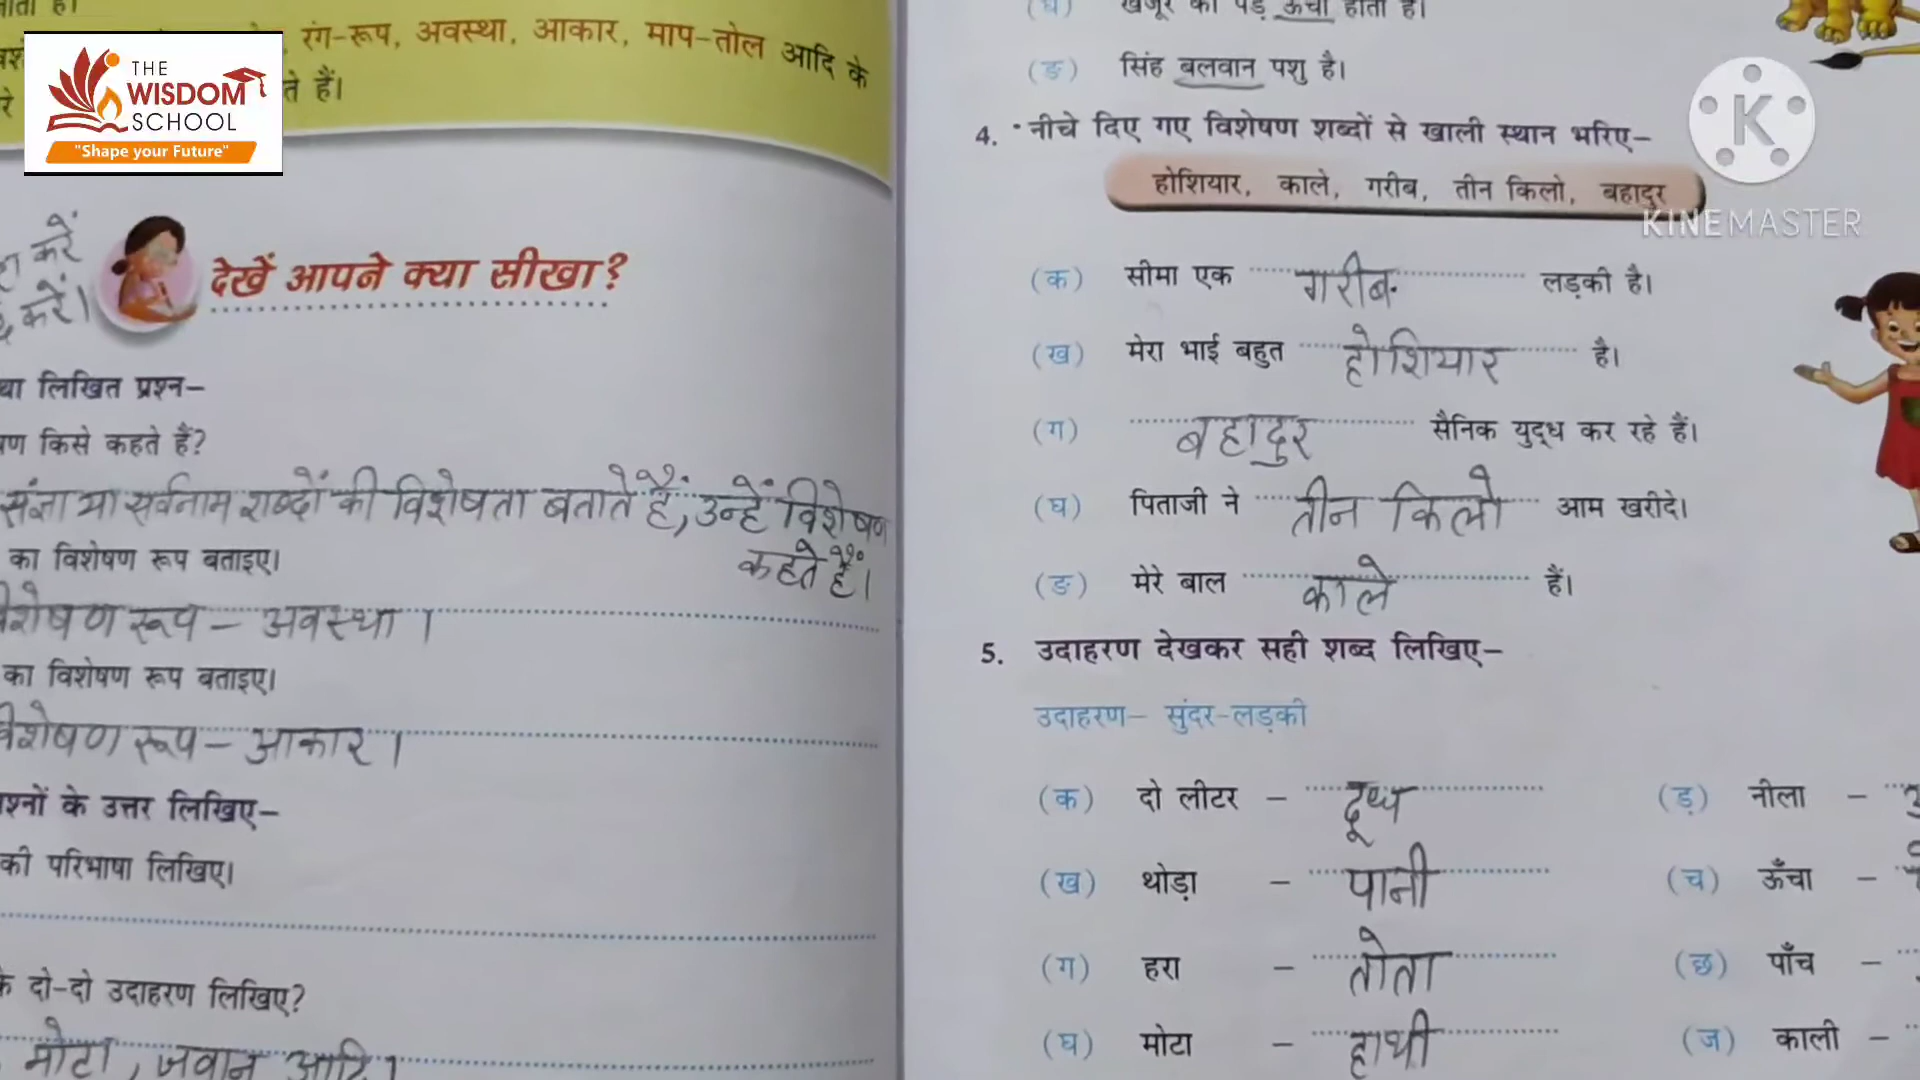 रंग-रूप, अवस्था, आकार, माप-तोल आदि के
ते हैं।
THE
WISDOM
SCHOOL
"Shape your Future"
करें
करें।
देखें आपने क्या सीखा?
लिखित प्रश्न–
किसे कहते हैं?
संज्ञा या सर्वनाम शब्दों की विशेषता बताते हैं, उन्हें विशेषण
कहते हैं।
का विशेषण रूप बताइए।
विशेषण रूप – अवस्था।
का विशेषण रूप बताइए।
विशेषण रूप – आकार।
के उत्तर लिखिए–
की परिभाषा लिखिए।
के दो-दो उदाहरण लिखिए?
मोटा, जवान आदि।
(घ) खजूर का पेड़ ऊँचा होता है।
(ङ) सिंह बलवान पशु है।
K
KINEMASTER
4. नीचे दिए गए विशेषण शब्दों से खाली स्थान भरिए–
होशियार, काले, गरीब, तीन किलो, बहादुर
(क) सीमा एक गरीब लड़की है।
(ख) मेरा भाई बहुत होशियार है।
(ग) बहादुर सैनिक युद्ध कर रहे हैं।
(घ) पिताजी ने तीन किलो आम खरीदे।
(ङ) मेरे बाल काले हैं।
5. उदाहरण देखकर सही शब्द लिखिए–
उदाहरण– सुंदर-लड़की
(क) दो लीटर – दूध (ड़) नीला –
(ख) थोड़ा – पानी (च) ऊँचा –
(ग) हरा – तोता (छ) पाँच –
(घ) मोटा – हाथी (ज) काली –